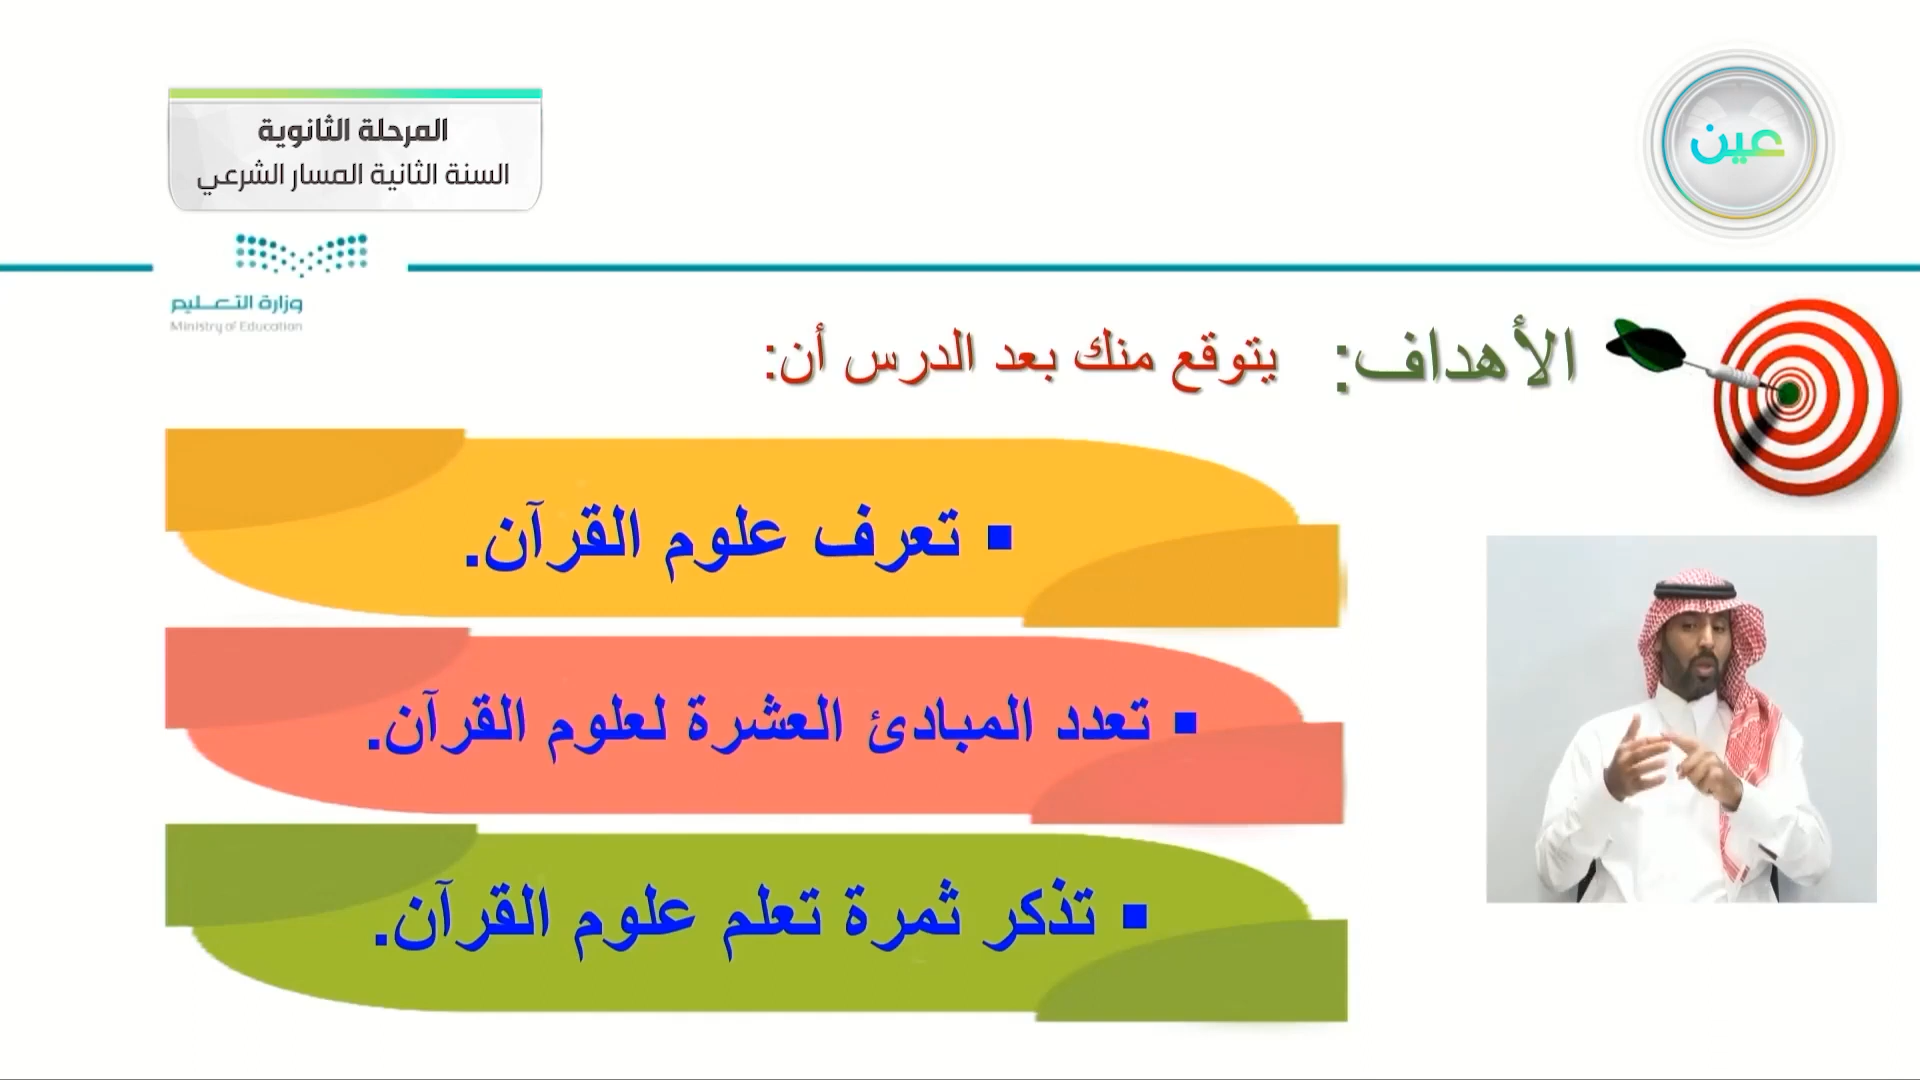 المرحلة الثانوية
السنة الثانية المسار الشرعي
عين
وزارة التعليم
Ministry of Education
الأهداف: يتوقع منك بعد الدرس أن:
▪ تعرف علوم القرآن.
▪ تعدد المبادئ العشرة لعلوم القرآن.
▪ تذكر ثمرة تعلم علوم القرآن.